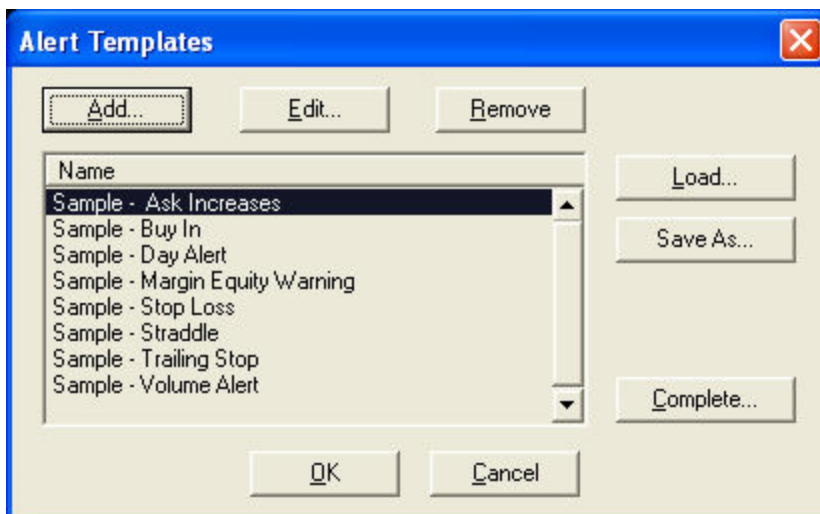 Alert Templates
Add... Edit... Remove
Name
Sample - Ask Increases
Sample - Buy In
Sample - Day Alert
Sample - Margin Equity Warning
Sample - Stop Loss
Sample - Straddle
Sample - Trailing Stop
Sample - Volume Alert
Load...
Save As...
Complete...
OK Cancel